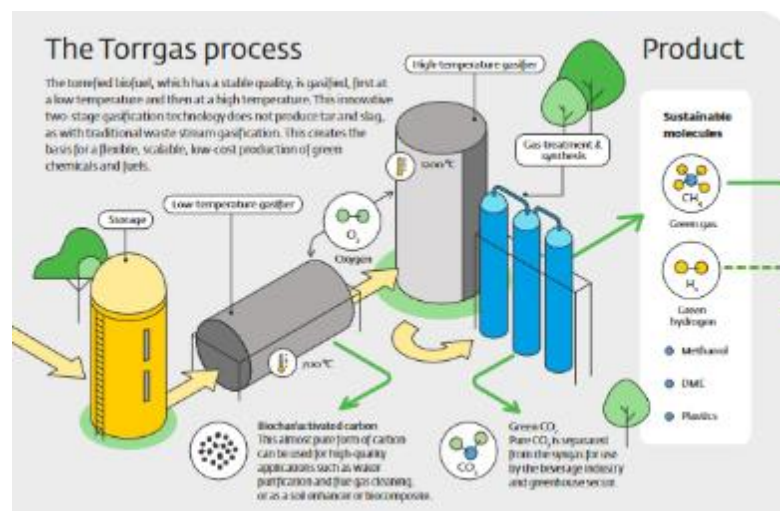 The Torrgas process
The torrefied biofuel, which has a stable quality, is gasified, first at
a low temperature and then at a high temperature. This innovative
two-stage gasification technology does not produce tar and slag,
as with traditional waste stream gasification. This creates the
basis for a flexible, scalable, low-cost production of green
chemicals and fuels.
Storage
Low-temperature gasifier
700 °C
O₂
Oxygen
High-temperature gasifier
1200 °C
Gas treatment &
synthesis
Biochar/activated carbon
This almost pure form of carbon
can be used for high-quality
applications such as water
purification and flue gas cleaning,
or as a soil enhancer or biocomposite.
CO₂
Green CO₂
Pure CO₂ is separated
from the syngas for use
by the beverage industry
and greenhouse sector.
Product
Sustainable
molecules
CH₄
Green gas
H₂
Green
hydrogen
Methanol
DME
Plastics